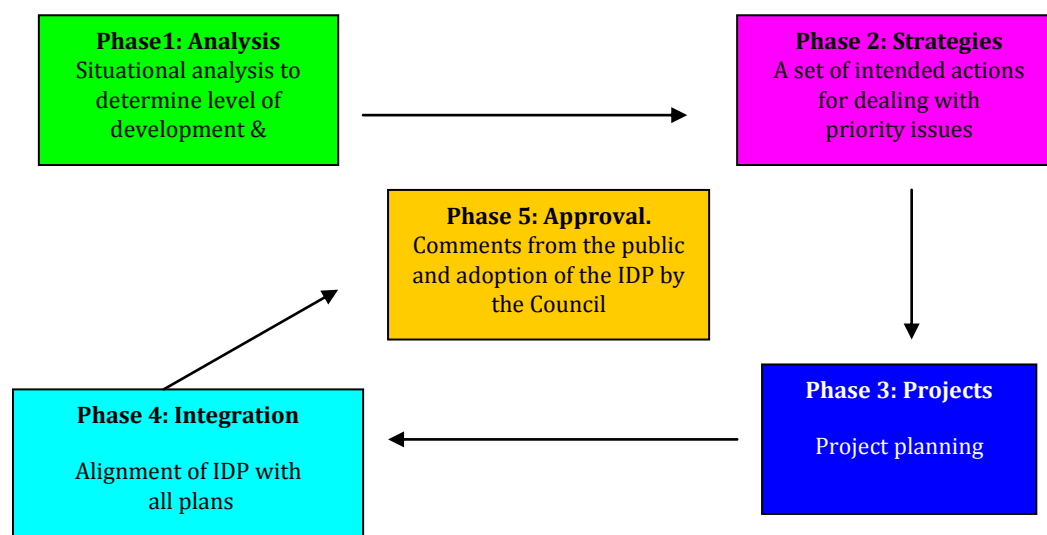 Phase1: Analysis
Situational analysis to
determine level of
development &
Phase 2: Strategies
A set of intended actions
for dealing with
priority issues
Phase 5: Approval.
Comments from the public
and adoption of the IDP by
the Council
Phase 3: Projects
Project planning
Phase 4: Integration
Alignment of IDP with
all plans